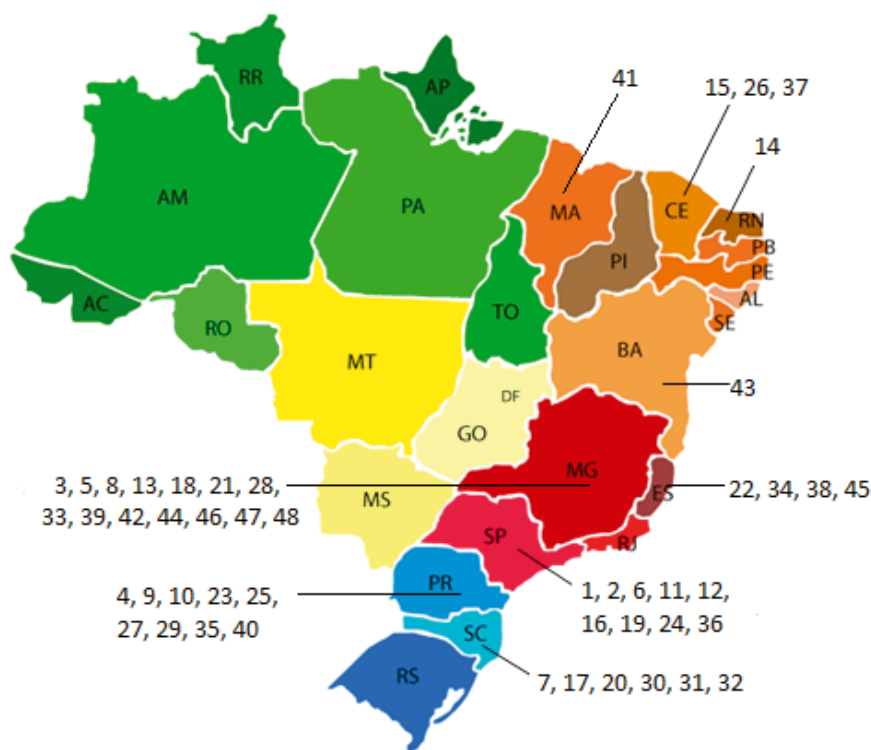 RR
AP
41
15, 26, 37
14
AM
PA
MA
CE
RN
PI
PB
PE
AC
RO
TO
AL
SE
MT
BA
DF
43
GO
3, 5, 8, 13, 18, 21, 28,
33, 39, 42, 44, 46, 47, 48
MS
MG
ES
22, 34, 38, 45
SP
RJ
4, 9, 10, 23, 25,
27, 29, 35, 40
PR
1, 2, 6, 11, 12,
16, 19, 24, 36
SC
RS
7, 17, 20, 30, 31, 32